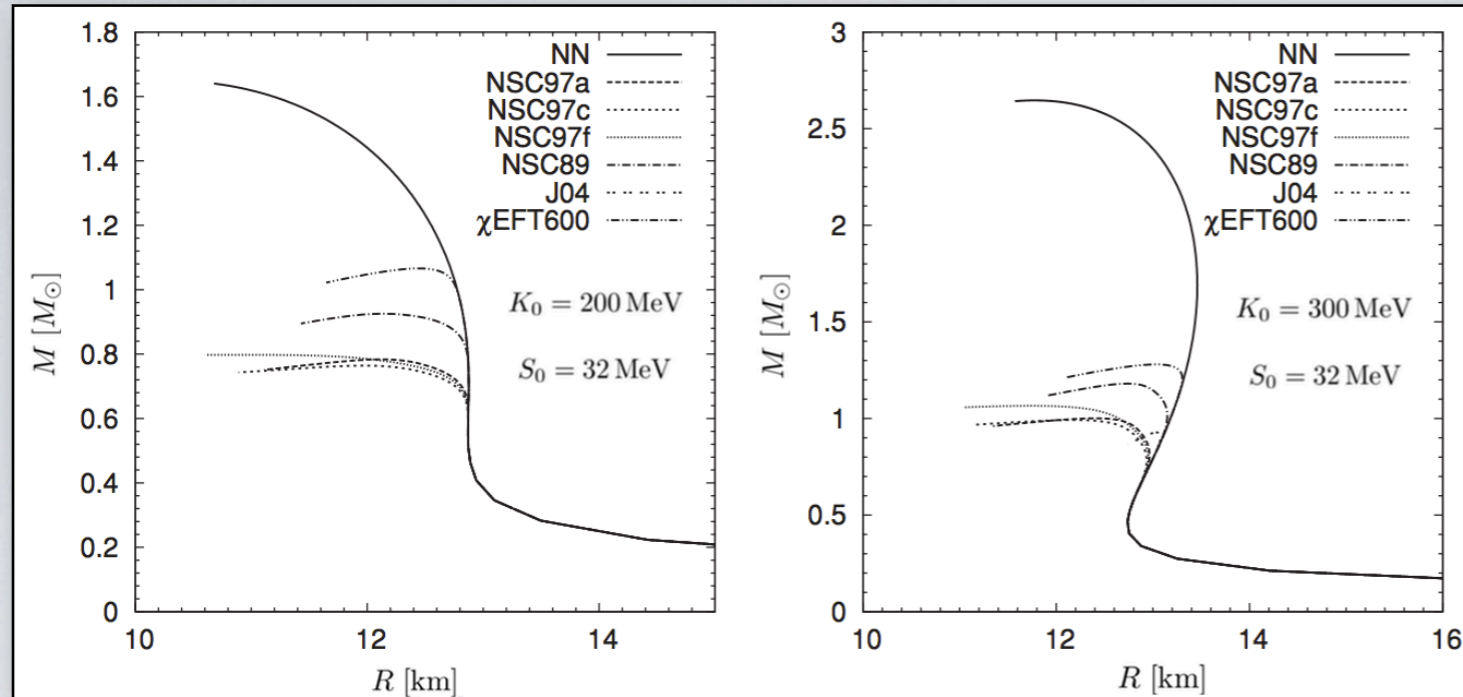 1.8
1.6
1.4
1.2
1
0.8
0.6
0.4
0.2
0
10
12
14
M [M⊙]
R [km]
NN
NSC97a
NSC97c
NSC97f
NSC89
J04
χEFT600
K₀ = 200 MeV
S₀ = 32 MeV
3
2.5
2
1.5
1
0.5
0
10
12
14
16
M [M⊙]
R [km]
NN
NSC97a
NSC97c
NSC97f
NSC89
J04
χEFT600
K₀ = 300 MeV
S₀ = 32 MeV